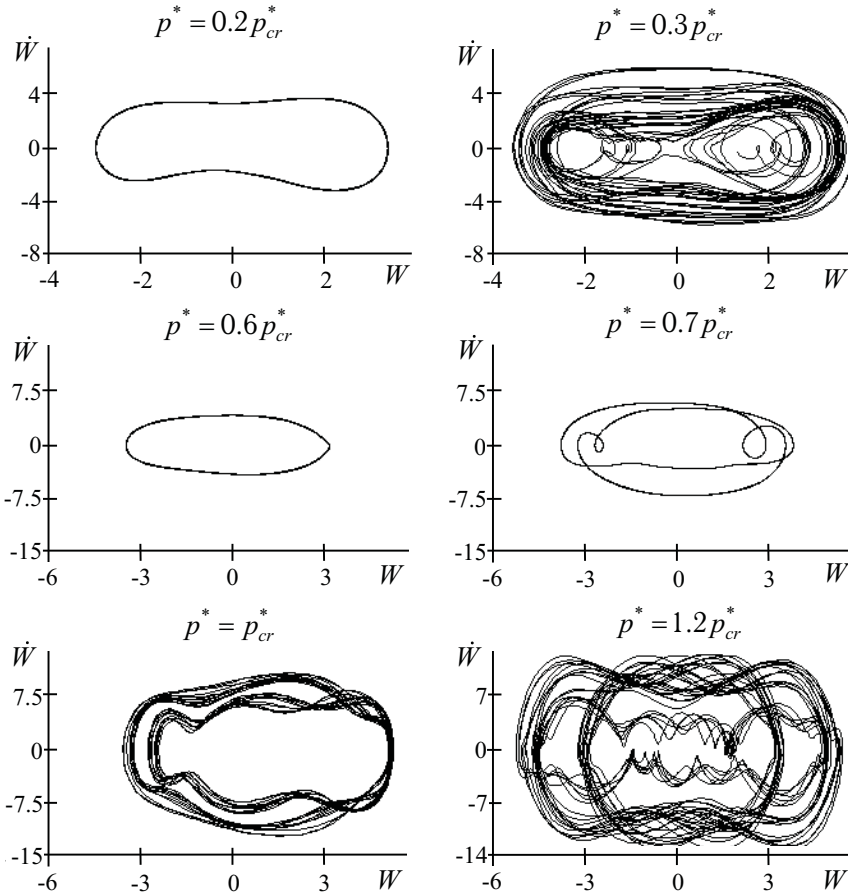 p* = 0.2p*cr
Ẇ
4
0
-4
-8
-4
-2
0
2
W
p* = 0.3p*cr
Ẇ
4
0
-4
-8
-4
-2
0
2
W
p* = 0.6p*cr
Ẇ
7.5
0
-7.5
-15
-6
-3
0
3
W
p* = 0.7p*cr
Ẇ
7.5
0
-7.5
-15
-6
-3
0
3
W
p* = p*cr
Ẇ
7.5
0
-7.5
-15
-6
-3
0
3
W
p* = 1.2p*cr
Ẇ
7
0
-7
-14
-6
-3
0
3
W